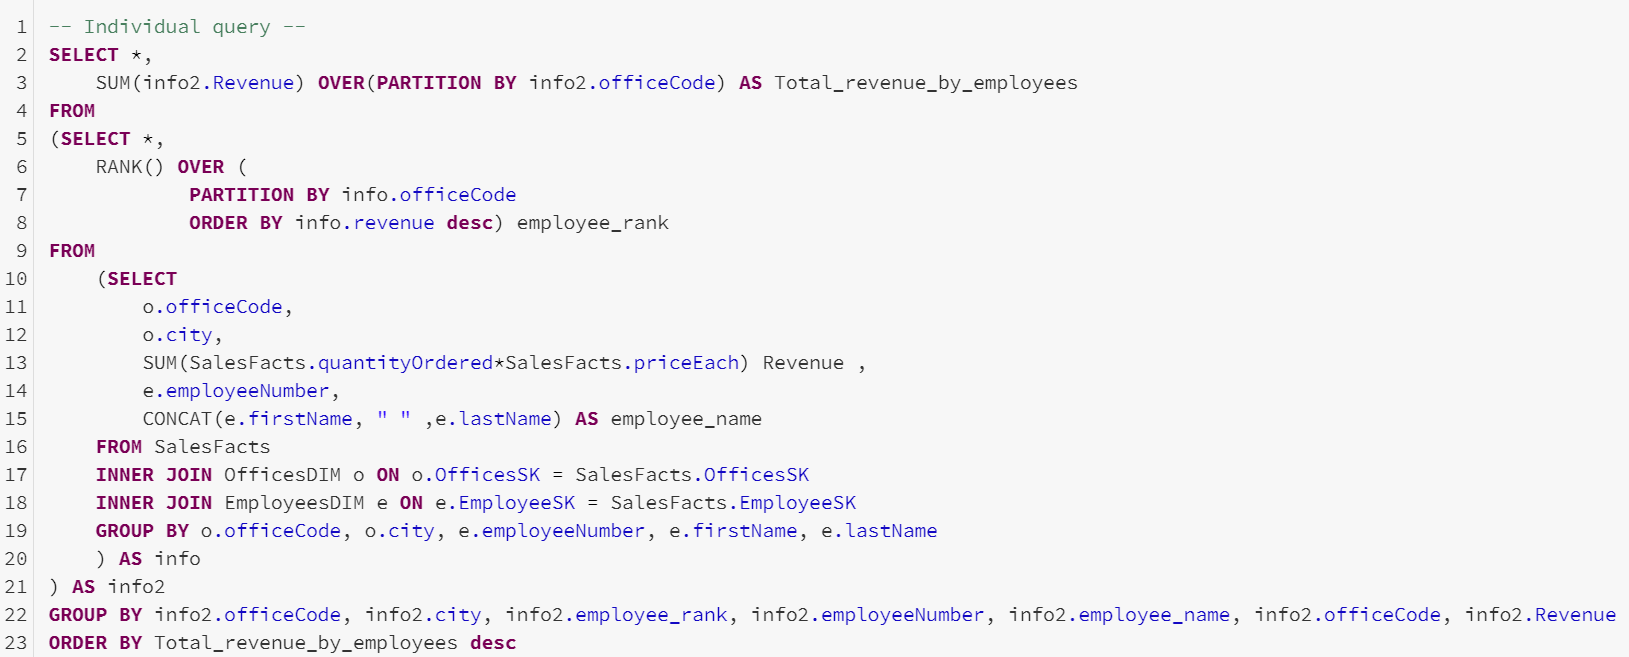 1 -- Individual query --
2 SELECT *,
3 SUM(info2.Revenue) OVER(PARTITION BY info2.officeCode) AS Total_revenue_by_employees
4 FROM
5 (SELECT *,
6 RANK() OVER (
7 PARTITION BY info.officeCode
8 ORDER BY info.revenue desc) employee_rank
9 FROM
10 (SELECT
11 o.officeCode,
12 o.city,
13 SUM(SalesFacts.quantityOrdered*SalesFacts.priceEach) Revenue ,
14 e.employeeNumber,
15 CONCAT(e.firstName, " " ,e.lastName) AS employee_name
16 FROM SalesFacts
17 INNER JOIN OfficesDIM o ON o.OfficesSK = SalesFacts.OfficesSK
18 INNER JOIN EmployeesDIM e ON e.EmployeeSK = SalesFacts.EmployeeSK
19 GROUP BY o.officeCode, o.city, e.employeeNumber, e.firstName, e.lastName
20 ) AS info
21 ) AS info2
22 GROUP BY info2.officeCode, info2.city, info2.employee_rank, info2.employeeNumber, info2.employee_name, info2.officeCode, info2.Revenue
23 ORDER BY Total_revenue_by_employees desc